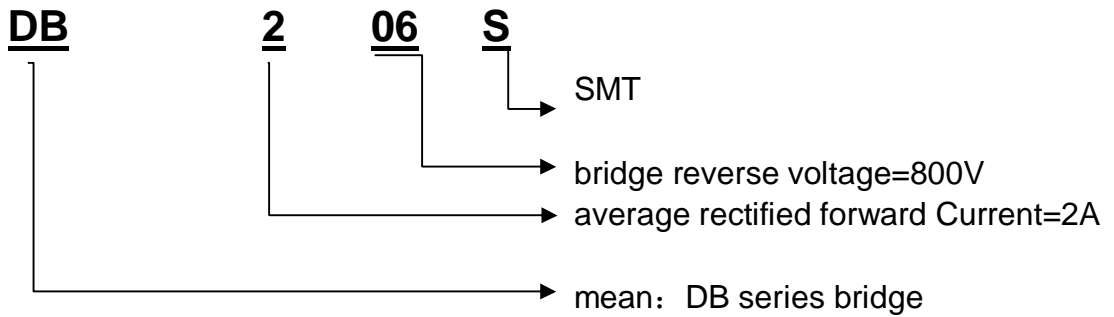 DB 2 06 S
SMT
bridge reverse voltage=800V
average rectified forward Current=2A
mean：DB series bridge